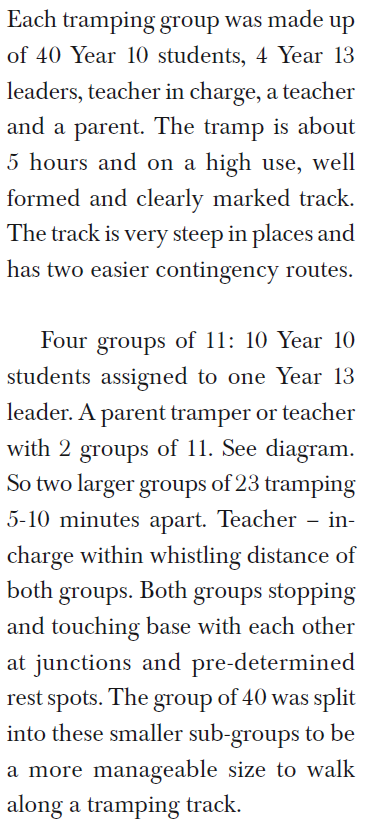 Each tramping group was made up
of 40 Year 10 students, 4 Year 13
leaders, teacher in charge, a teacher
and a parent. The tramp is about
5 hours and on a high use, well
formed and clearly marked track.
The track is very steep in places and
has two easier contingency routes.
Four groups of 11: 10 Year 10
students assigned to one Year 13
leader. A parent tramper or teacher
with 2 groups of 11. See diagram.
So two larger groups of 23 tramping
5-10 minutes apart. Teacher – in-
charge within whistling distance of
both groups. Both groups stopping
and touching base with each other
at junctions and pre-determined
rest spots. The group of 40 was split
into these smaller sub-groups to be
a more manageable size to walk
along a tramping track.